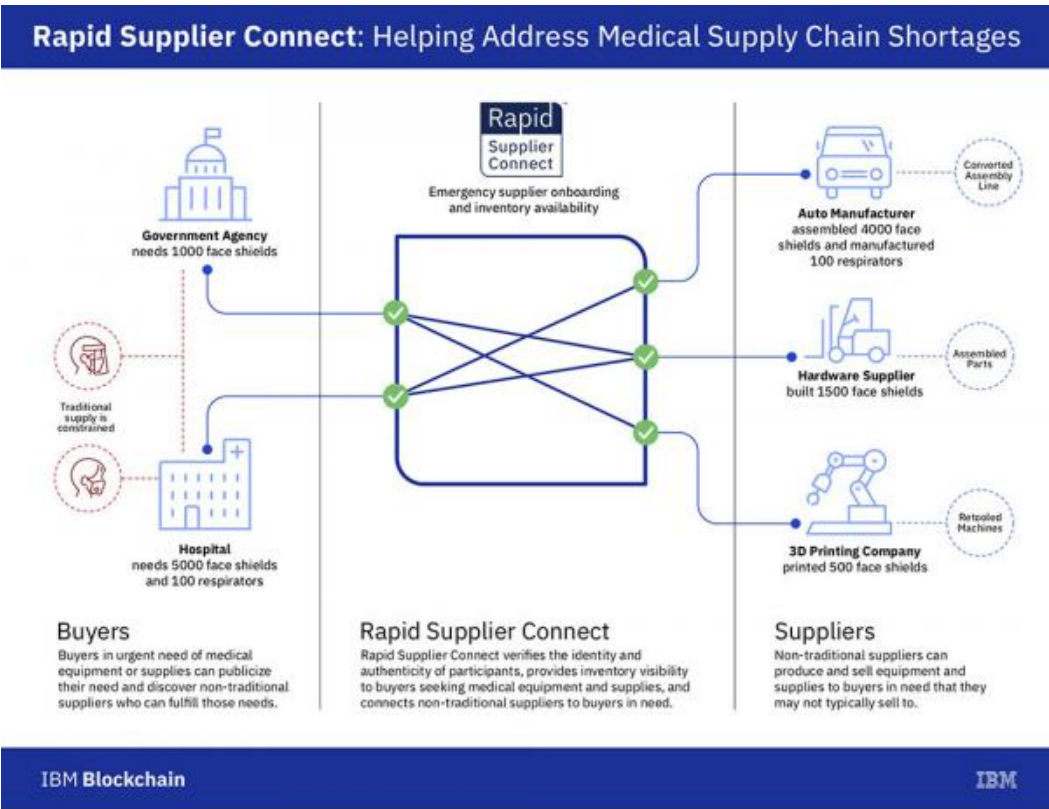 Rapid Supplier Connect: Helping Address Medical Supply Chain Shortages
Rapid
Supplier
Connect
Emergency supplier onboarding
and inventory availability
Government Agency
needs 1000 face shields
Traditional
supply is
constrained
Hospital
needs 5000 face shields
and 100 respirators
Auto Manufacturer
assembled 4000 face
shields and manufactured
100 respirators
Converted
Assembly
Line
Hardware Supplier
built 1500 face shields
Assembled
Parts
3D Printing Company
printed 500 face shields
Retooled
Machines
Buyers
Buyers in urgent need of medical
equipment or supplies can publicize
their need and discover non-traditional
suppliers who can fulfill those needs.
Rapid Supplier Connect
Rapid Supplier Connect verifies the identity and
authenticity of participants, provides inventory visibility
to buyers seeking medical equipment and supplies, and
connects non-traditional suppliers to buyers in need.
Suppliers
Non-traditional suppliers can
produce and sell equipment and
supplies to buyers in need that they
may not typically sell to.
IBM Blockchain
IBM